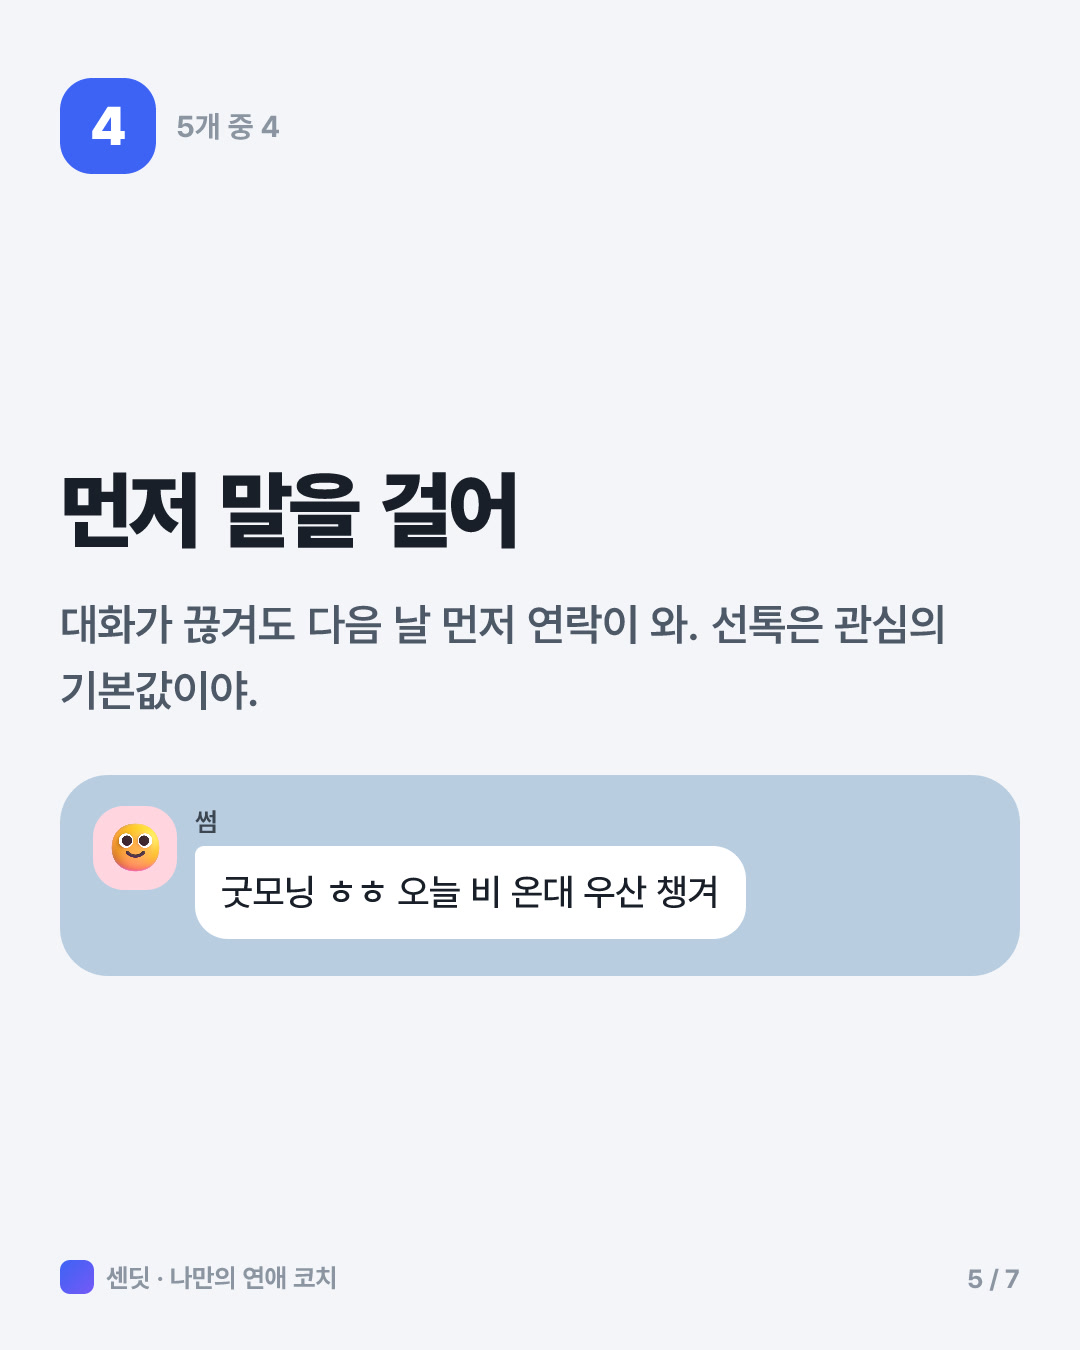 4
5개 중 4
먼저 말을 걸어
대화가 끊겨도 다음 날 먼저 연락이 와. 선톡은 관심의
기본값이야.
썸
굿모닝 ㅎㅎ 오늘 비 온대 우산 챙겨
센딧 · 나만의 연애 코치
5 / 7